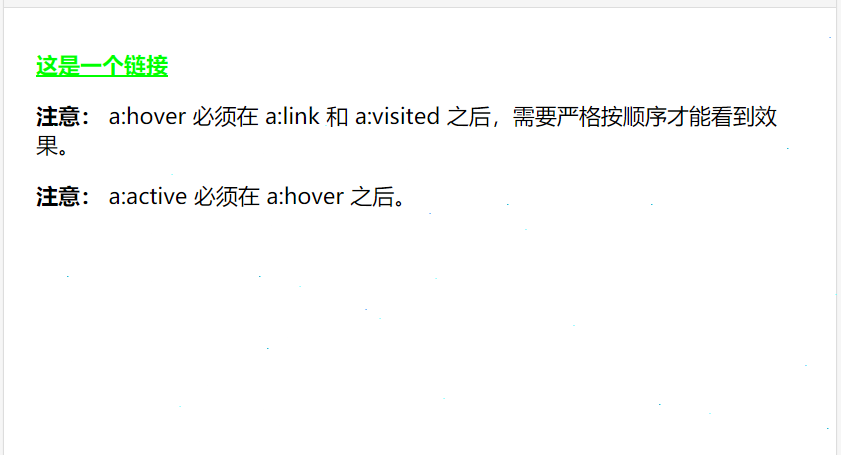 这是一个链接
注意： a:hover 必须在 a:link 和 a:visited 之后，需要严格按顺序才能看到效
果。
注意： a:active 必须在 a:hover 之后。